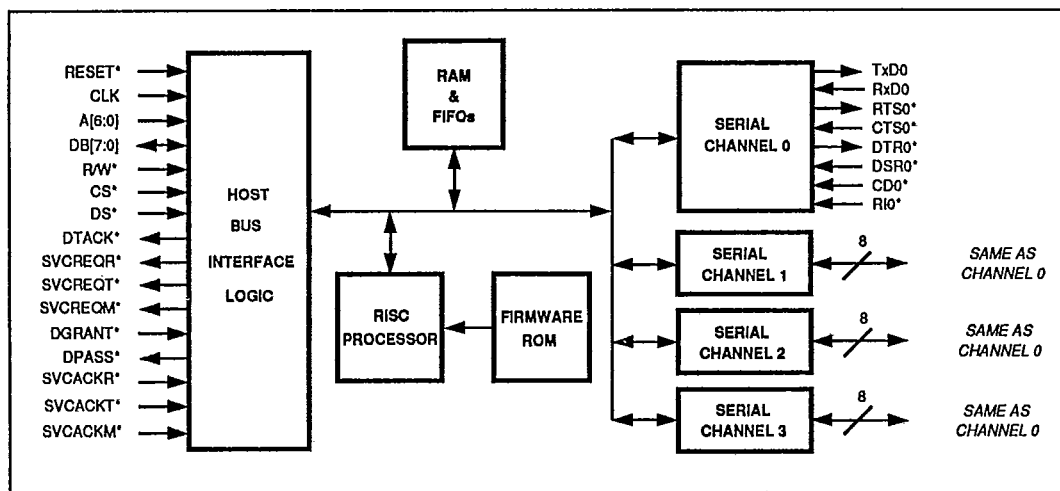 RESET*
CLK
A[6:0]
DB[7:0]
R/W*
CS*
DS*
DTACK*
SVCREQR*
SVCREQT*
SVCREQM*
DGRANT*
DPASS*
SVCACKR*
SVCACKT*
SVCACKM*
HOST
BUS
INTERFACE
LOGIC
RAM
&
FIFOs
RISC
PROCESSOR
FIRMWARE
ROM
SERIAL
CHANNEL 0
TxD0
RxD0
RTS0*
CTS0*
DTR0*
DSR0*
CD0*
RI0*
SERIAL
CHANNEL 1
8
SAME AS
CHANNEL 0
SERIAL
CHANNEL 2
8
SAME AS
CHANNEL 0
SERIAL
CHANNEL 3
8
SAME AS
CHANNEL 0